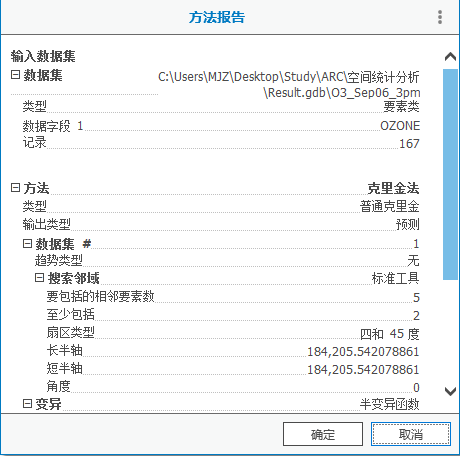 方法报告
输入数据集
数据集 C:\Users\MJZ\Desktop\Study\ARC\空间统计分析
\Result.gdb\O3_Sep06_3pm
类型 要素类
数据字段 1 OZONE
记录 167
方法 克里金法
类型 普通克里金
输出类型 预测
数据集 # 1
趋势类型 无
搜索邻域 标准工具
要包括的相邻要素数 5
至少包括 2
扇区类型 四和 45 度
长半轴 184,205.542078861
短半轴 184,205.542078861
角度 0
变异 半变异函数
确定 取消